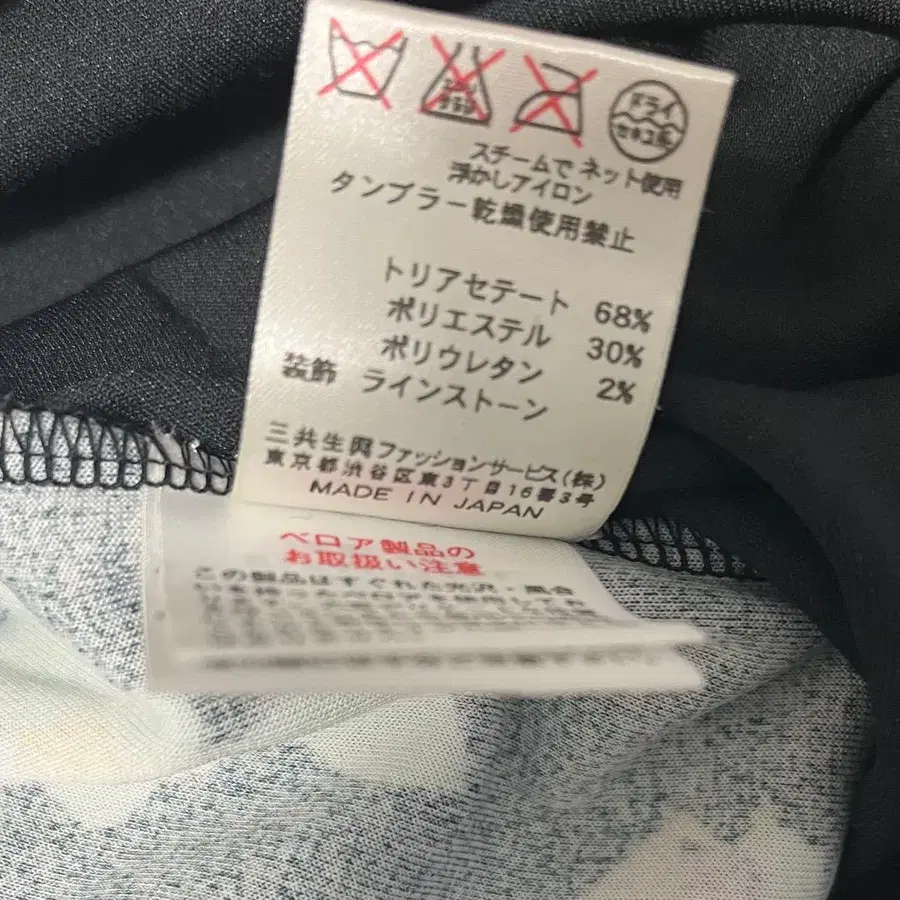 ドライ
セキユ系
スチームで ネット使用
浮かしアイロン
タンブラー乾燥使用禁止
トリアセテート 68%
ポリエステル 30%
ポリウレタン 2%
装飾 ラインストーン
三共生興ファッションサービス(株)
東京都渋谷区東3丁目16番3号
MADE IN JAPAN
ベロア製品の
お取扱い注意
この製品はすぐれた光沢・風合